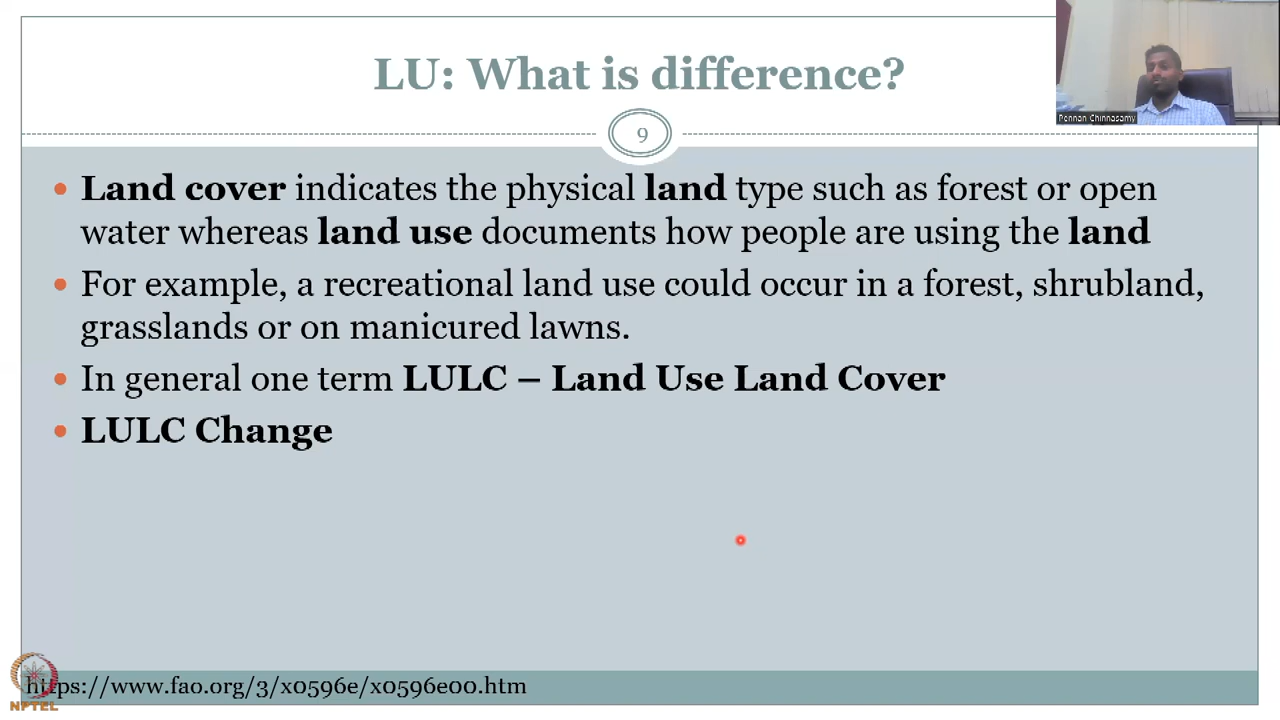 LU: What is difference?
Pennan Chinnasamy
9
• Land cover indicates the physical land type such as forest or open
water whereas land use documents how people are using the land
• For example, a recreational land use could occur in a forest, shrubland,
grasslands or on manicured lawns.
• In general one term LULC – Land Use Land Cover
• LULC Change
https://www.fao.org/3/x0596e/x0596e00.htm
NPTEL